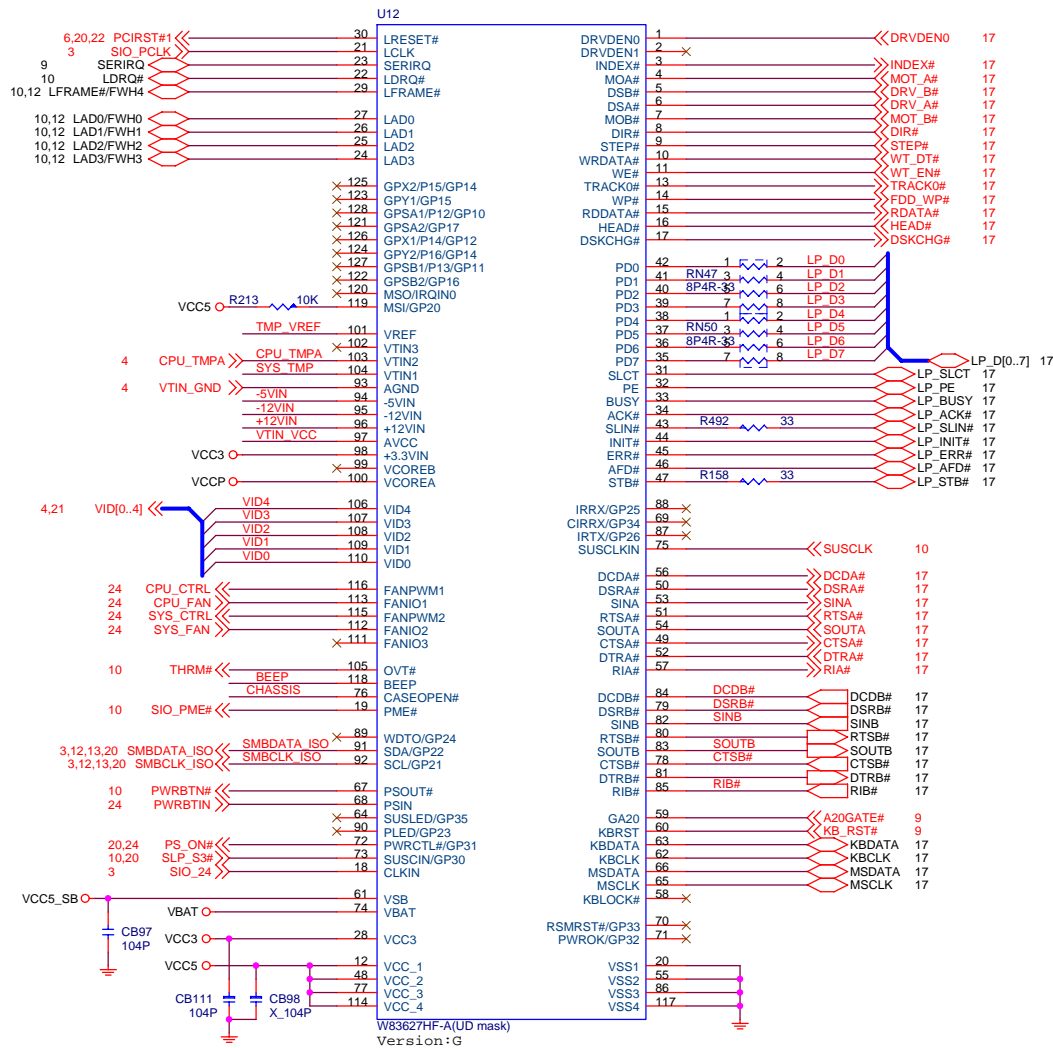 U12
6,20,22 PCIRST#1 30 LRESET# DRVDEN0 1 DRVDEN0 17
3 SIO_PCLK 21 LCLK DRVDEN1 2
9 SERIRQ 23 SERIRQ INDEX# 3 INDEX# 17
10 LDRQ# 22 LDRQ# MOA# 4 MOT_A# 17
10,12 LFRAME#/FWH4 29 LFRAME# DSB# 5 DRV_B# 17
DSA# 6 DRV_A# 17
10,12 LAD0/FWH0 27 LAD0 MOB# 7 MOT_B# 17
10,12 LAD1/FWH1 26 LAD1 DIR# 8 DIR# 17
10,12 LAD2/FWH2 25 LAD2 STEP# 9 STEP# 17
10,12 LAD3/FWH3 24 LAD3 WRDATA# 10 WT_DT# 17
WE# 11 WT_EN# 17
125 GPX2/P15/GP14 TRACK0# 13 TRACK0# 17
123 GPY1/GP15 WP# 14 FDD_WP# 17
128 GPSA1/P12/GP10 RDDATA# 15 RDATA# 17
121 GPSA2/GP17 HEAD# 16 HEAD# 17
126 GPX1/P14/GP12 DSKCHG# 17 DSKCHG# 17
124 GPY2/P16/GP14
127 GPSB1/P13/GP11 PD0 42 1 2 LP_D0
122 GPSB2/GP16 PD1 41 RN47 3 4 LP_D1
120 MSO/IRQIN0 PD2 40 8P4R-33 5 6 LP_D2
VCC5 R213 10K 119 MSI/GP20 PD3 39 7 8 LP_D3
PD4 38 1 2 LP_D4
TMP_VREF 101 VREF PD5 37 RN50 3 4 LP_D5
102 VTIN3 PD6 36 8P4R-33 5 6 LP_D6
4 CPU_TMPA CPU_TMPA 103 VTIN2 PD7 35 7 8 LP_D7 LP_D[0..7] 17
SYS_TMP 104 VTIN1 SLCT 31 LP_SLCT 17
4 VTIN_GND 93 AGND PE 32 LP_PE 17
-5VIN 94 -5VIN BUSY 33 LP_BUSY 17
-12VIN 95 -12VIN ACK# 34 LP_ACK# 17
+12VIN 96 +12VIN SLIN# 43 R492 33 LP_SLIN# 17
VTIN_VCC 97 AVCC INIT# 44 LP_INIT# 17
VCC3 98 +3.3VIN ERR# 45 LP_ERR# 17
99 VCOREB AFD# 46 LP_AFD# 17
VCCP 100 VCOREA STB# 47 R158 33 LP_STB# 17
4,21 VID[0..4] VID4 106 VID4 IRRX/GP25 88
VID3 107 VID3 CIRRX/GP34 69
VID2 108 VID2 IRTX/GP26 87
VID1 109 VID1 SUSCLKIN 75 SUSCLK 10
VID0 110 VID0
DCDA# 56 DCDA# 17
24 CPU_CTRL 116 FANPWM1 DSRA# 50 DSRA# 17
24 CPU_FAN 113 FANIO1 SINA 53 SINA 17
24 SYS_CTRL 115 FANPWM2 RTSA# 51 RTSA# 17
24 SYS_FAN 112 FANIO2 SOUTA 54 SOUTA 17
111 FANIO3 CTSA# 49 CTSA# 17
DTRA# 52 DTRA# 17
10 THRM# 105 OVT# RIA# 57 RIA# 17
BEEP 118 BEEP
CHASSIS 76 CASEOPEN# DCDB# 84 DCDB# DCDB# 17
10 SIO_PME# 19 PME# DSRB# 79 DSRB# DSRB# 17
SINB 82 SINB SINB 17
89 WDTO/GP24 RTSB# 80 RTSB# 17
3,12,13,20 SMBDATA_ISO SMBDATA_ISO 91 SDA/GP22 SOUTB 83 SOUTB SOUTB 17
3,12,13,20 SMBCLK_ISO SMBCLK_ISO 92 SCL/GP21 CTSB# 78 CTSB# CTSB# 17
DTRB# 81 DTRB# 17
10 PWRBTN# 67 PSOUT# RIB# 85 RIB# RIB# 17
24 PWRBTIN 68 PSIN
64 SUSLED/GP35 GA20 59 A20GATE# 9
90 PLED/GP23 KBRST 60 KB_RST# 9
20,24 PS_ON# 72 PWRCTL#/GP31 KBDATA 63 KBDATA 17
10,20 SLP_S3# 73 SUSCIN/GP30 KBCLK 62 KBCLK 17
3 SIO_24 18 CLKIN MSDATA 66 MSDATA 17
MSCLK 65 MSCLK 17
VCC5_SB 61 VSB KBLOCK# 58
VBAT 74 VBAT
CB97 104P RSMRST#/GP33 70
VCC3 28 VCC3 PWROK/GP32 71
VCC5 12 VCC_1 VSS1 20
48 VCC_2 VSS2 55
77 VCC_3 VSS3 86
114 VCC_4 VSS4 117
CB111 104P CB98 X_104P
W83627HF-A(UD mask)
Version:G